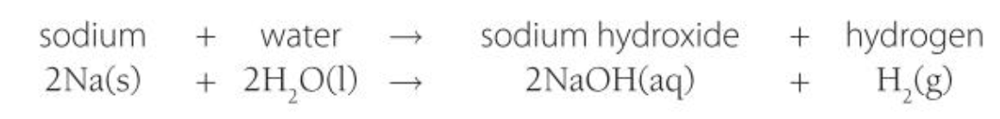 sodium + water → sodium hydroxide + hydrogen
2Na(s) + 2H₂O(l) → 2NaOH(aq) + H₂(g)